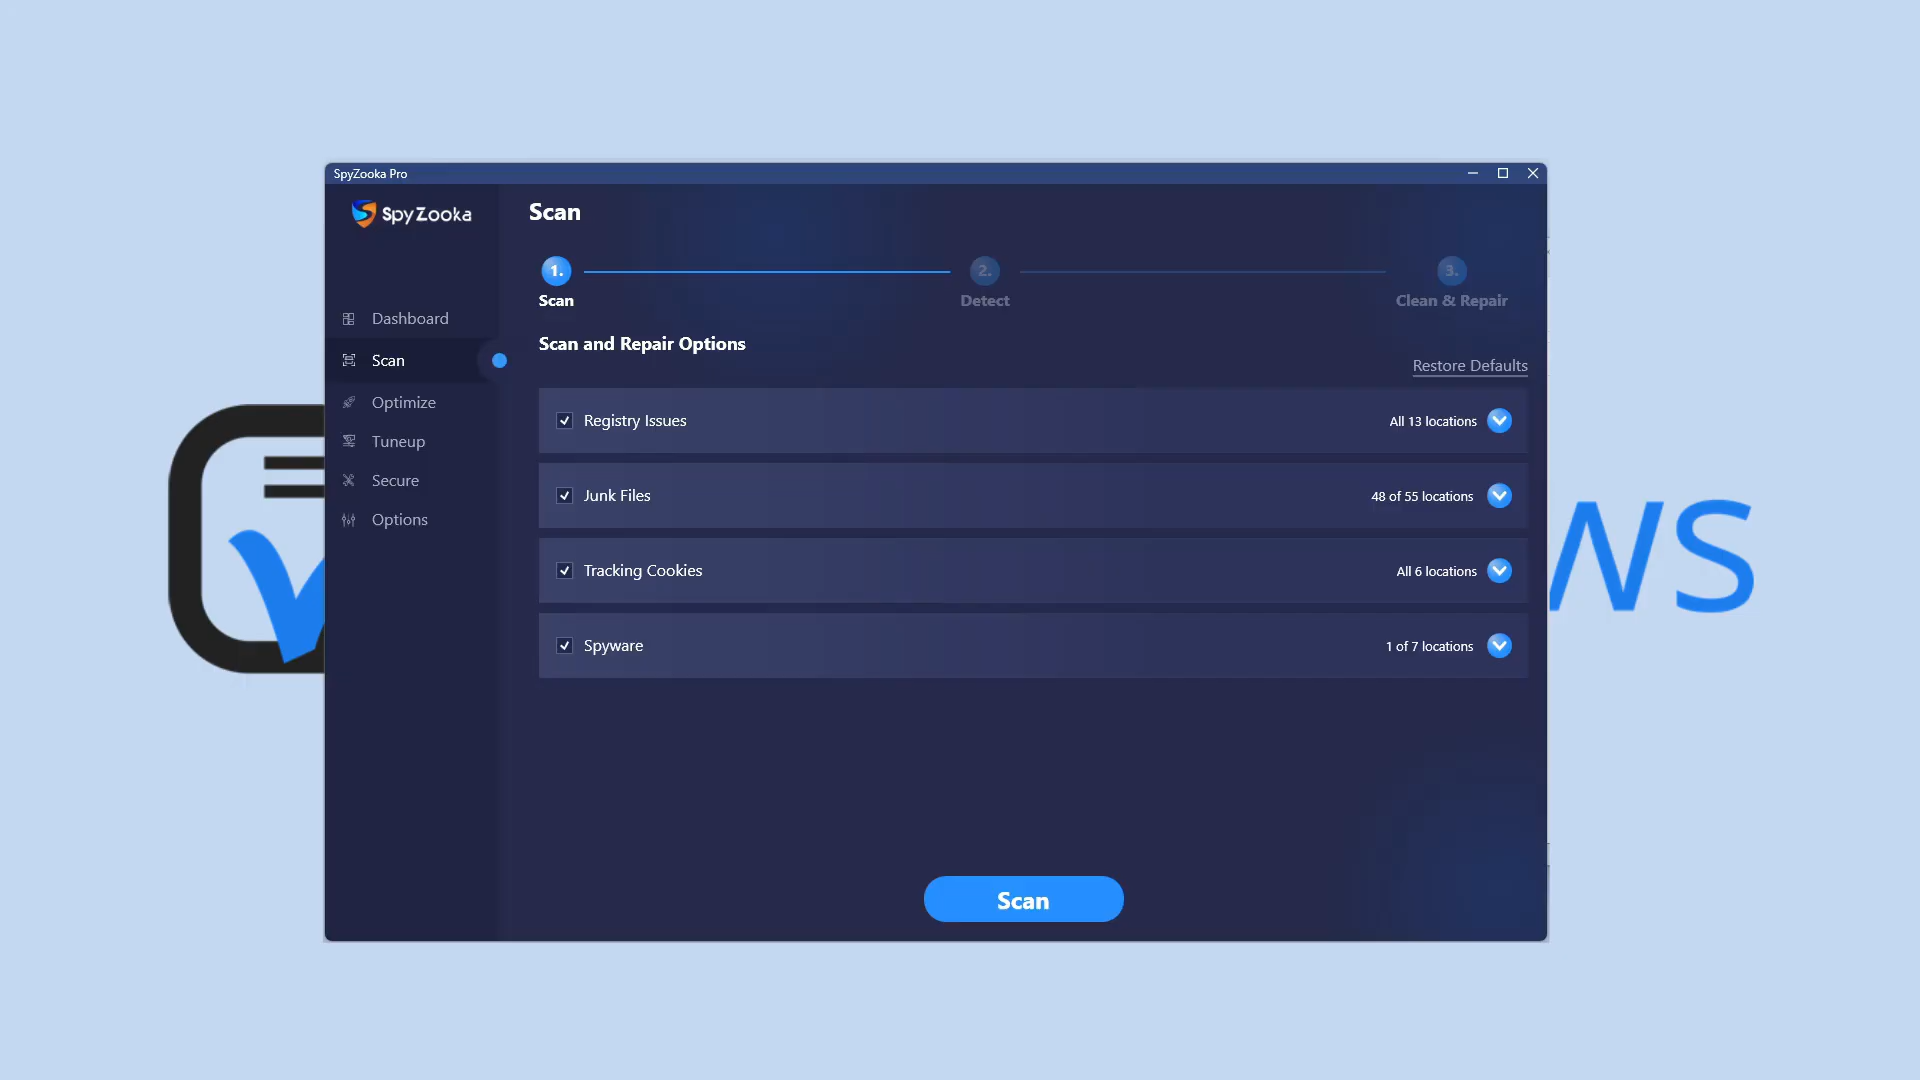 SpyZooka Pro
SpyZooka
Scan
1.
2.
3.
Scan
Detect
Clean & Repair
Dashboard
Scan
Optimize
Tuneup
Secure
Options
Scan and Repair Options
Restore Defaults
Registry Issues
All 13 locations
Junk Files
48 of 55 locations
Tracking Cookies
All 6 locations
Spyware
1 of 7 locations
Scan
WS